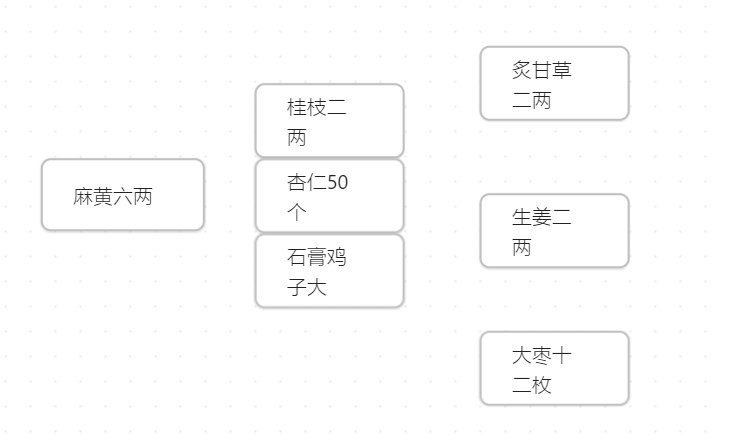 麻黄六两
桂枝二
两
杏仁50
个
石膏鸡
子大
炙甘草
二两
生姜二
两
大枣十
二枚